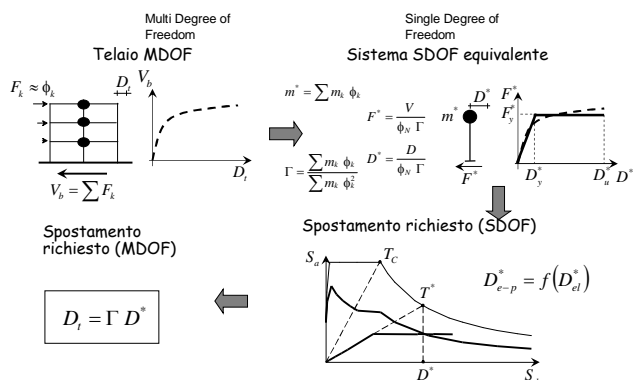 Multi Degree of
Freedom
Telaio MDOF
Single Degree of
Freedom
Sistema SDOF equivalente
F_k ≈ ϕ_k
D_t
V_b
D_t
V_b = ∑ F_k
m* = ∑ m_k ϕ_k
F* = V / ϕ_N Γ
Γ = ∑ m_k ϕ_k / ∑ m_k ϕ_k^2
D* = D / ϕ_N Γ
D*
m*
F*
F*
F*_y
D*_y
D*_u
D*
Spostamento
richiesto (MDOF)
D_t = Γ D*
Spostamento richiesto (SDOF)
S_a
T_C
T*
D*_{e-p} = f(D*_{el})
D*